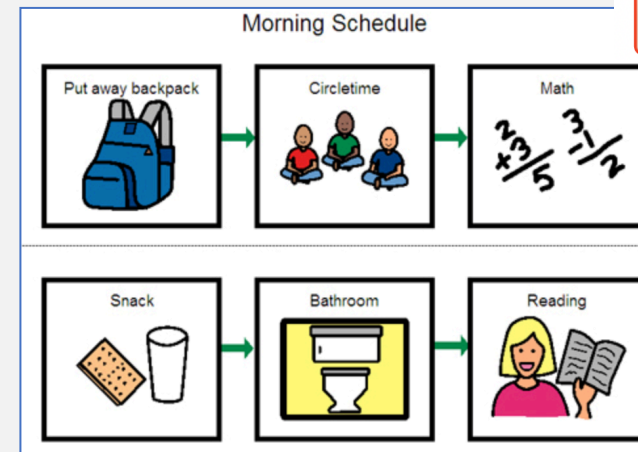 Morning Schedule
Put away backpack
Circletime
Math
2
+3
5
3
-1
2
Snack
Bathroom
Reading